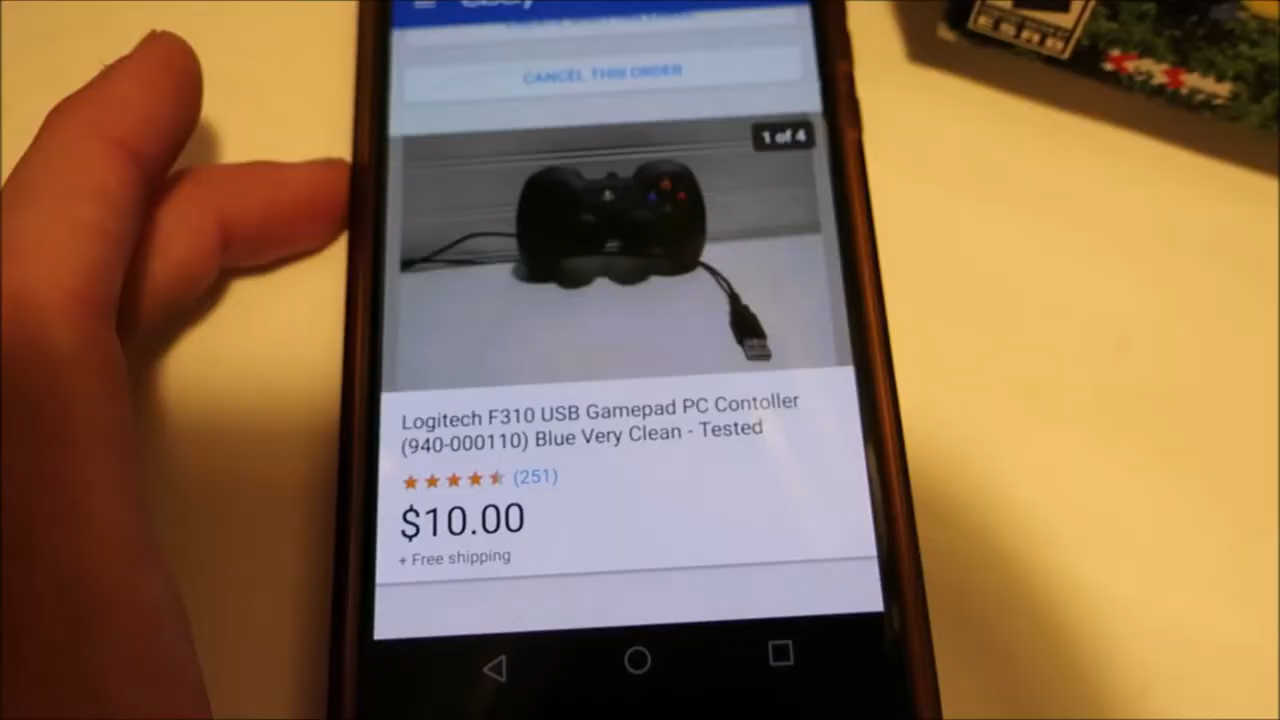 CANCEL THIS ORDER
1 of 4
Logitech F310 USB Gamepad PC Contoller
(940-000110) Blue Very Clean - Tested
(251)
$10.00
+ Free shipping
ESRB